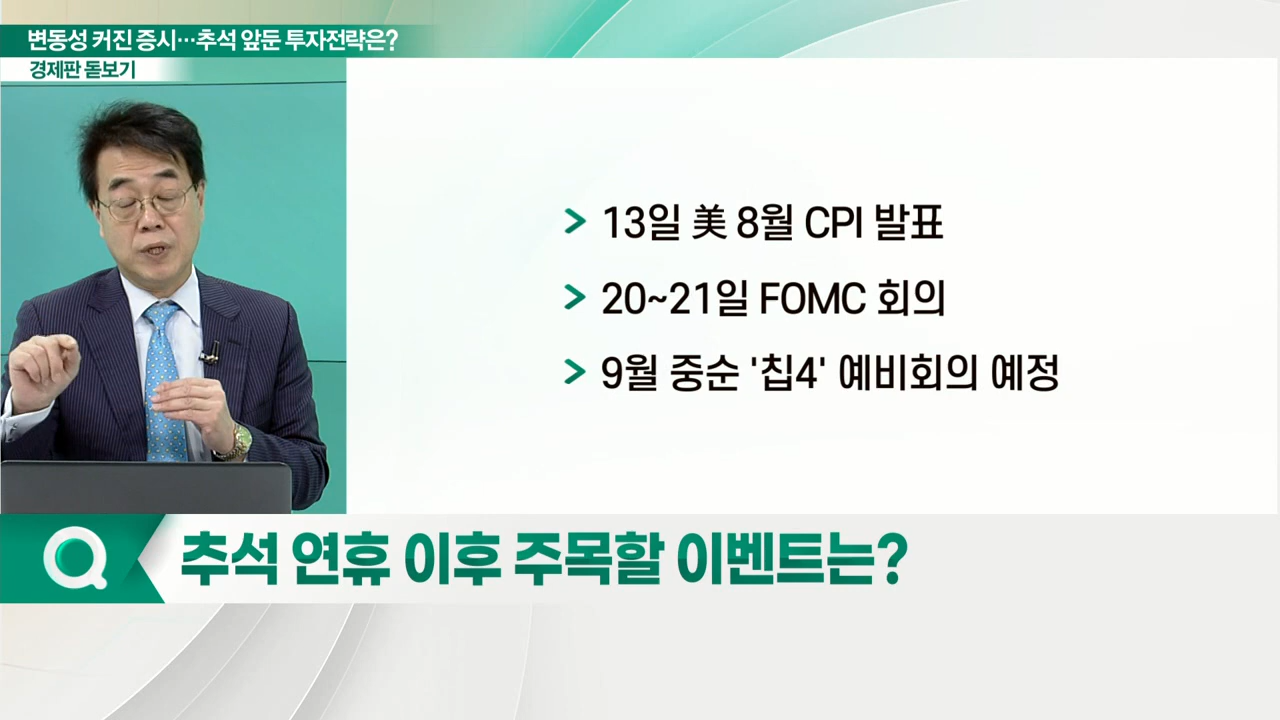 변동성 커진 증시…추석 앞둔 투자전략은?
경제판 돋보기
> 13일 美 8월 CPI 발표
> 20~21일 FOMC 회의
> 9월 중순 '칩4' 예비회의 예정
Q 추석 연휴 이후 주목할 이벤트는?